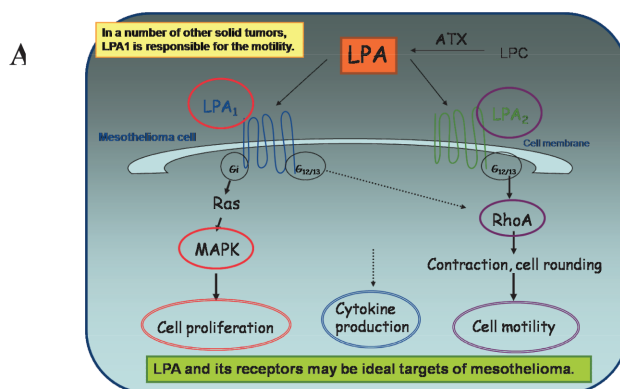 A
In a number of other solid tumors,
LPA1 is responsible for the motility.
LPA
ATX
LPC
LPA1
LPA2
Mesothelioma cell
Cell membrane
Gi
G12/13
G12/13
Ras
RhoA
MAPK
Contraction, cell rounding
Cell proliferation
Cytokine
production
Cell motility
LPA and its receptors may be ideal targets of mesothelioma.